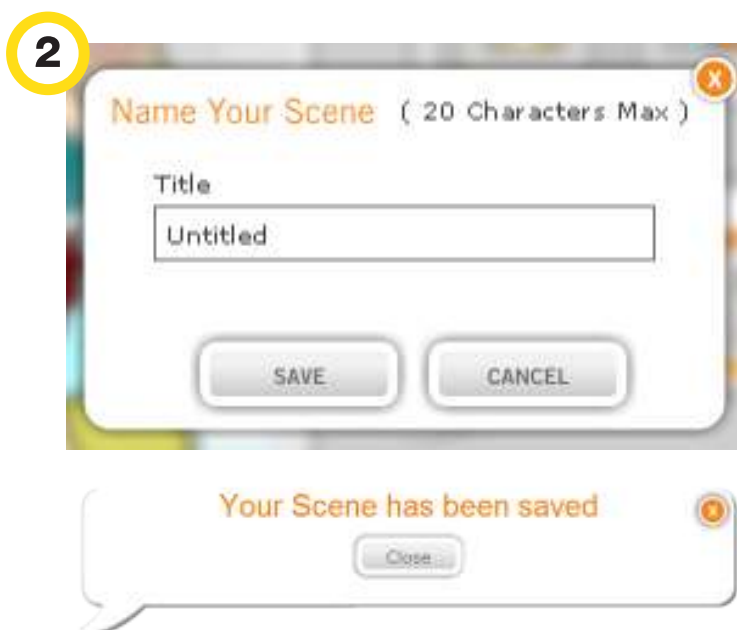 2
X
Name Your Scene ( 20 Characters Max )
Title
Untitled
SAVE CANCEL
Your Scene has been saved
X
Close